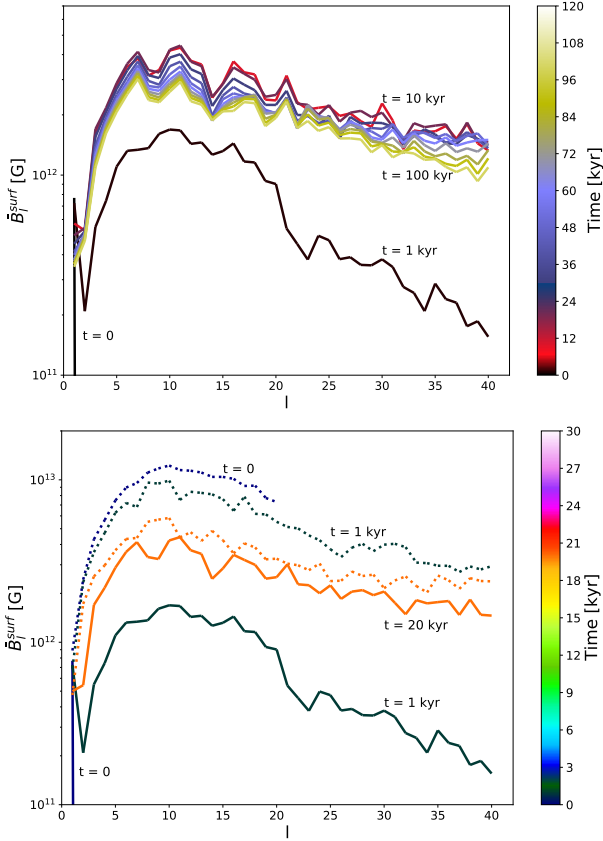 120
108
96
84
72
60
48
36
24
12
0
Time [kyr]
10^12
10^11
B̄_l^surf [G]
t = 10 kyr
t = 100 kyr
t = 1 kyr
t = 0
0 5 10 15 20 25 30 35 40
l
30
27
24
21
18
15
12
9
6
3
0
Time [kyr]
10^13
10^12
10^11
B̄_l^surf [G]
t = 0
t = 1 kyr
t = 20 kyr
t = 1 kyr
t = 0
0 5 10 15 20 25 30 35 40
l